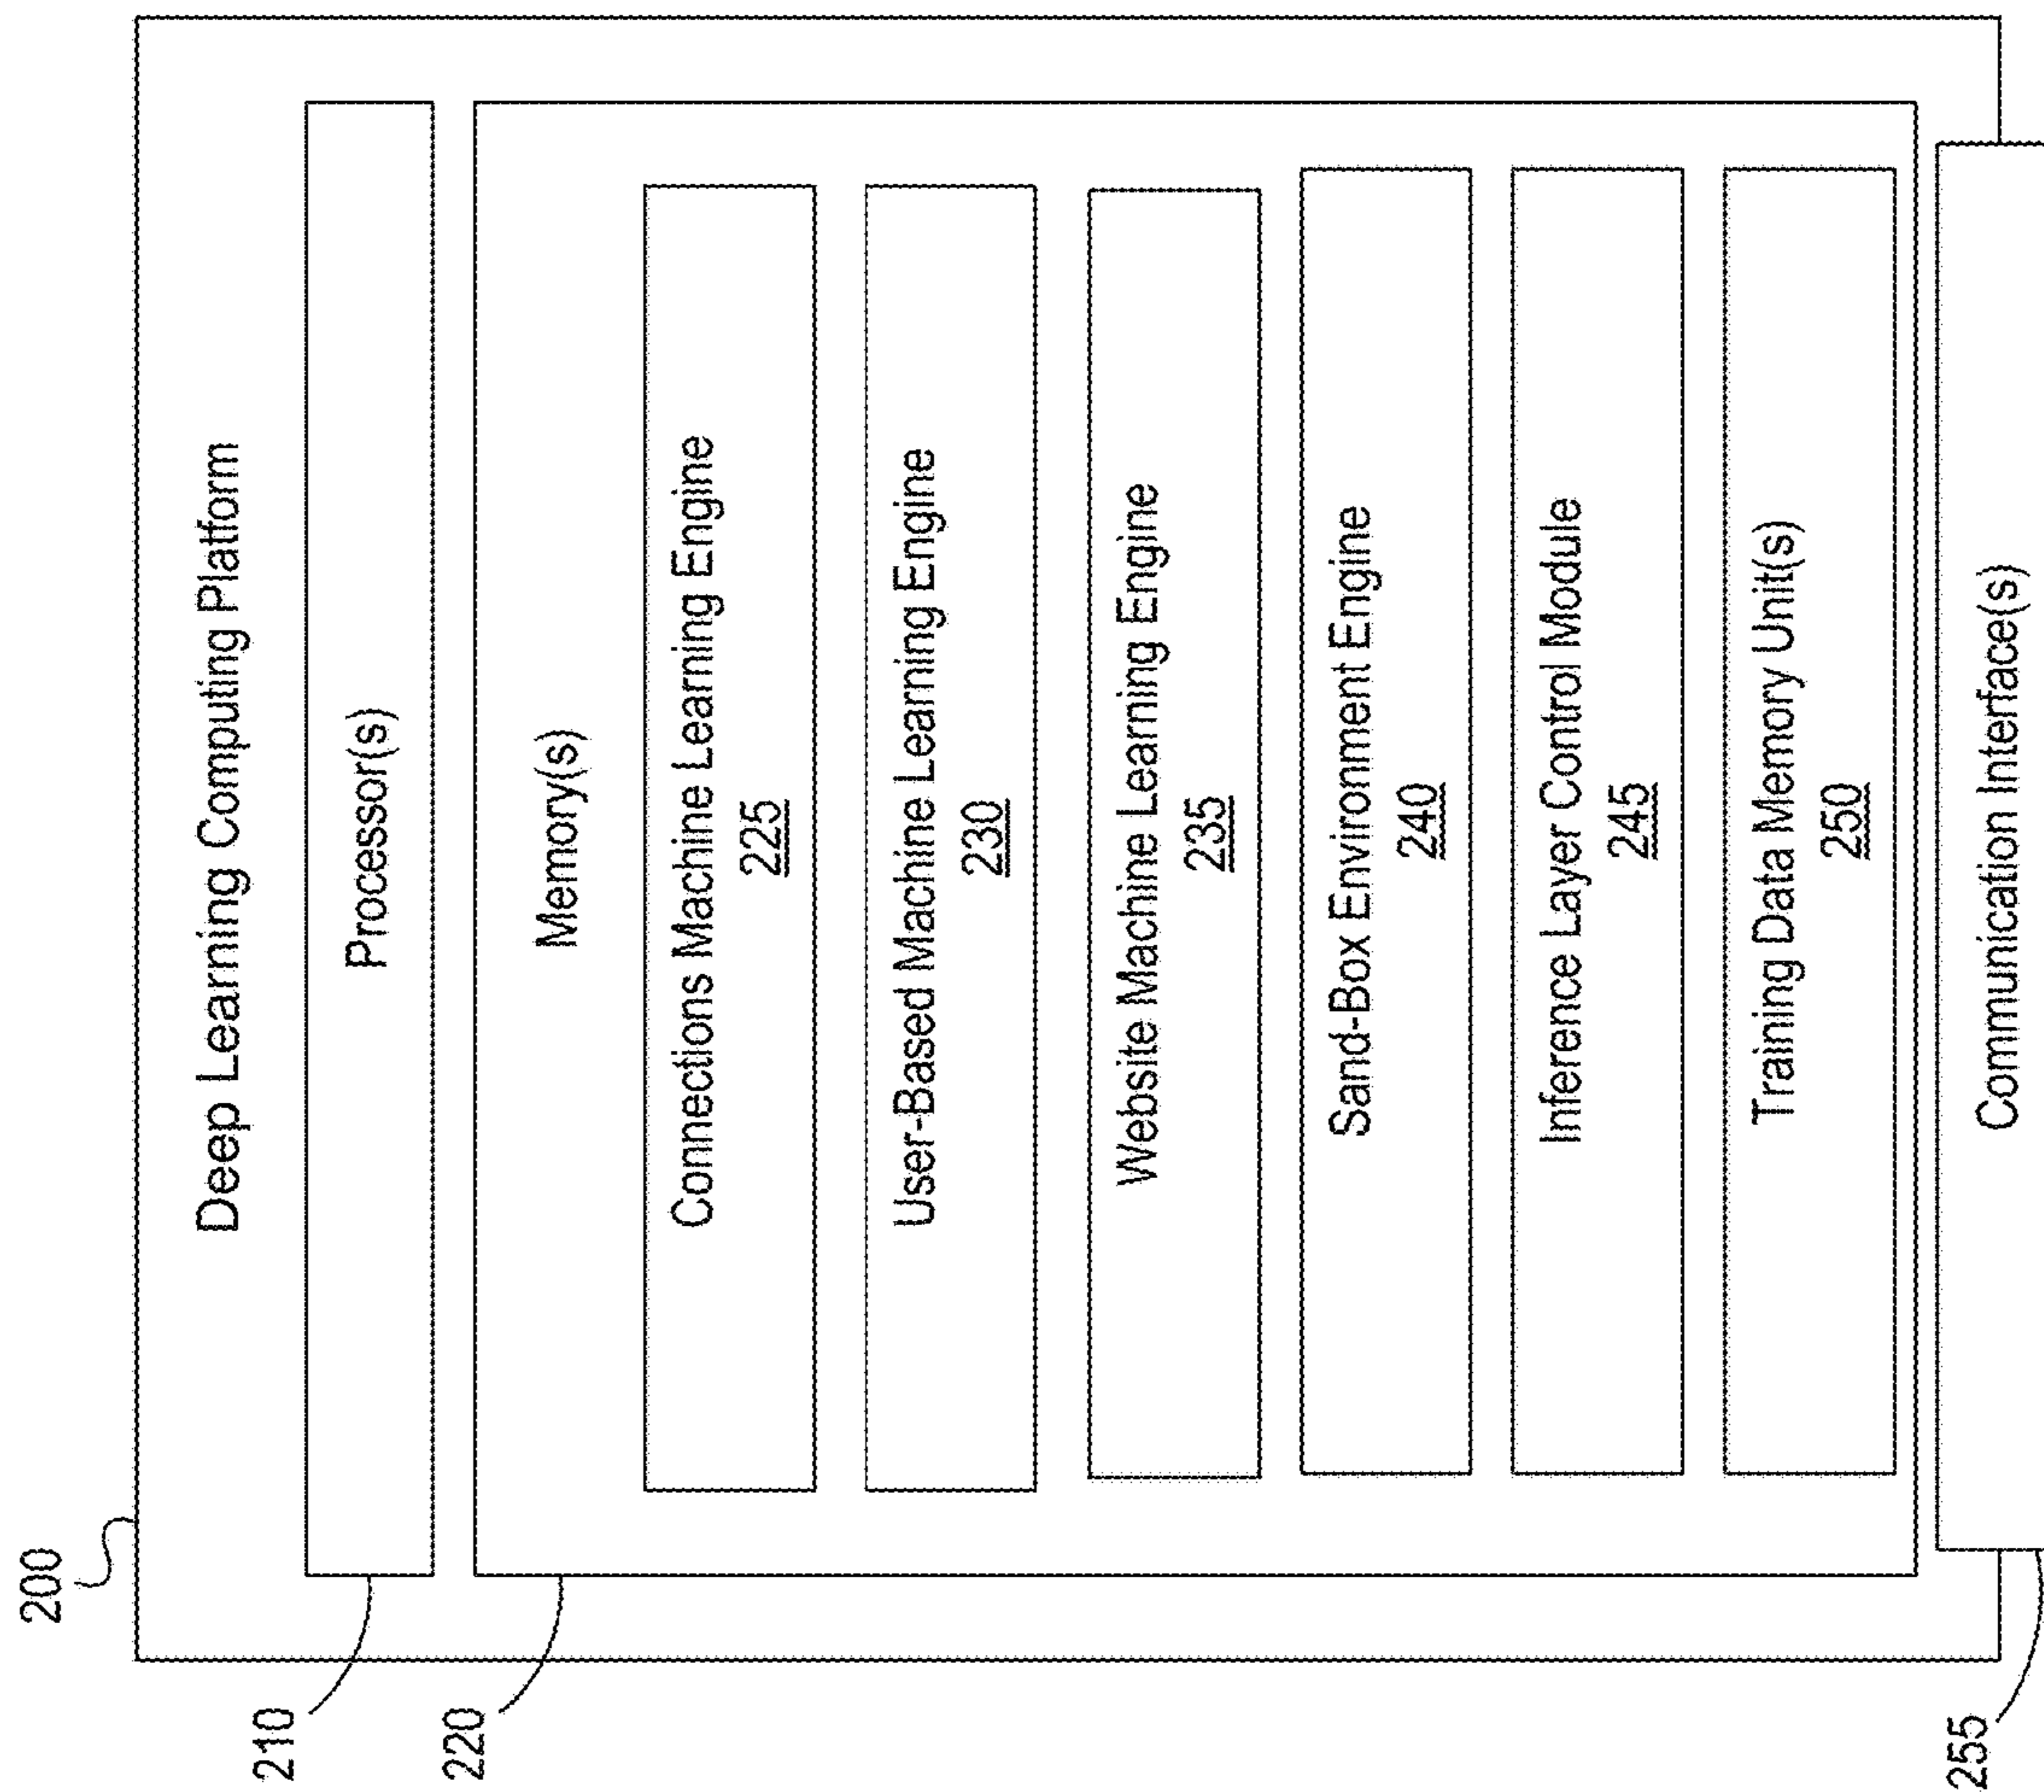 200
Deep Learning Computing Platform
210
Processor(s)
220
Memory(s)
Connections Machine Learning Engine
225
User-Based Machine Learning Engine
230
Website Machine Learning Engine
235
Sand-Box Environment Engine
240
Inference Layer Control Module
245
Training Data Memory Unit(s)
250
255
Communication Interface(s)